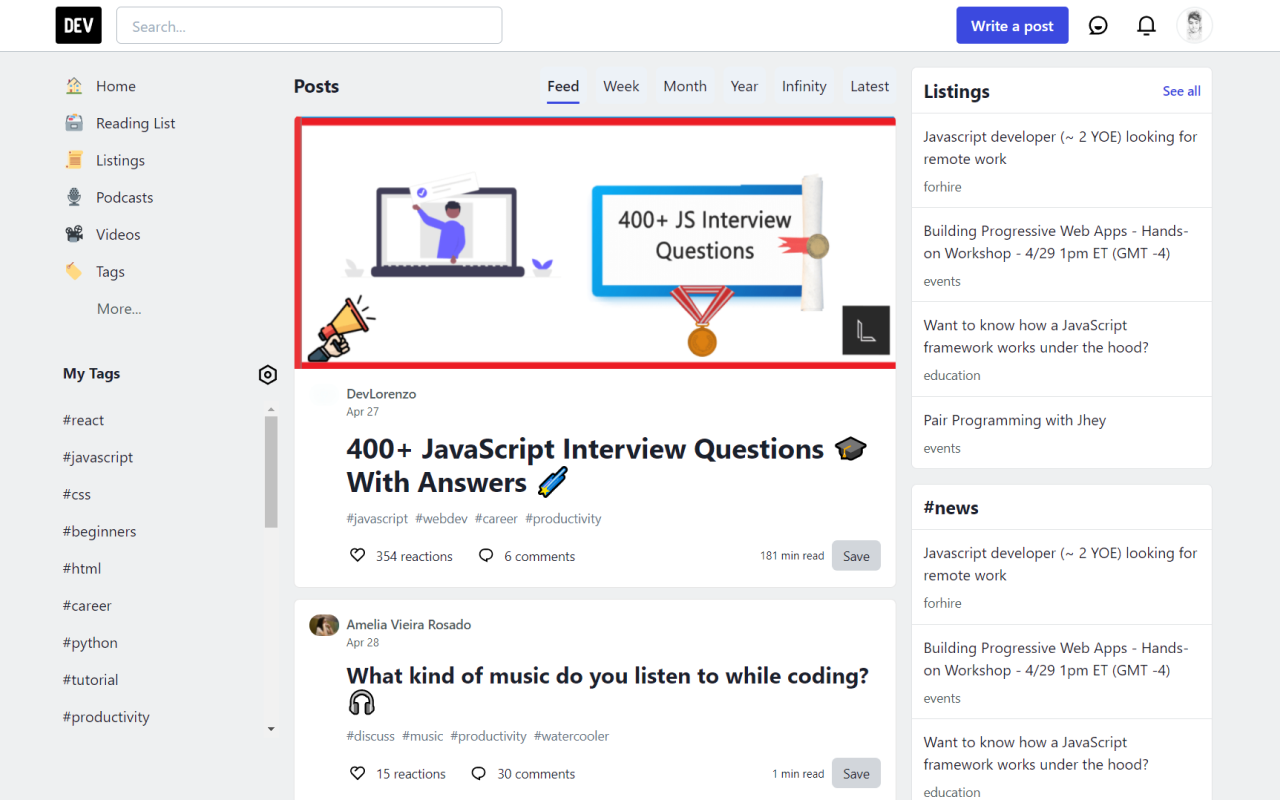 DEV
Search...
Write a post
Home
Reading List
Listings
Podcasts
Videos
Tags
More...
My Tags
#react
#javascript
#css
#beginners
#html
#career
#python
#tutorial
#productivity
Posts
Feed Week Month Year Infinity Latest
400+ JS Interview
Questions
L
DevLorenzo
Apr 27
400+ JavaScript Interview Questions 🎓
With Answers
#javascript #webdev #career #productivity
354 reactions 6 comments 181 min read Save
Amelia Vieira Rosado
Apr 28
What kind of music do you listen to while coding?
🎧
#discuss #music #productivity #watercooler
15 reactions 30 comments 1 min read Save
Listings See all
Javascript developer (~ 2 YOE) looking for
remote work
forhire
Building Progressive Web Apps - Hands-
on Workshop - 4/29 1pm ET (GMT -4)
events
Want to know how a JavaScript
framework works under the hood?
education
Pair Programming with Jhey
events
#news
Javascript developer (~ 2 YOE) looking for
remote work
forhire
Building Progressive Web Apps - Hands-
on Workshop - 4/29 1pm ET (GMT -4)
events
Want to know how a JavaScript
framework works under the hood?
education